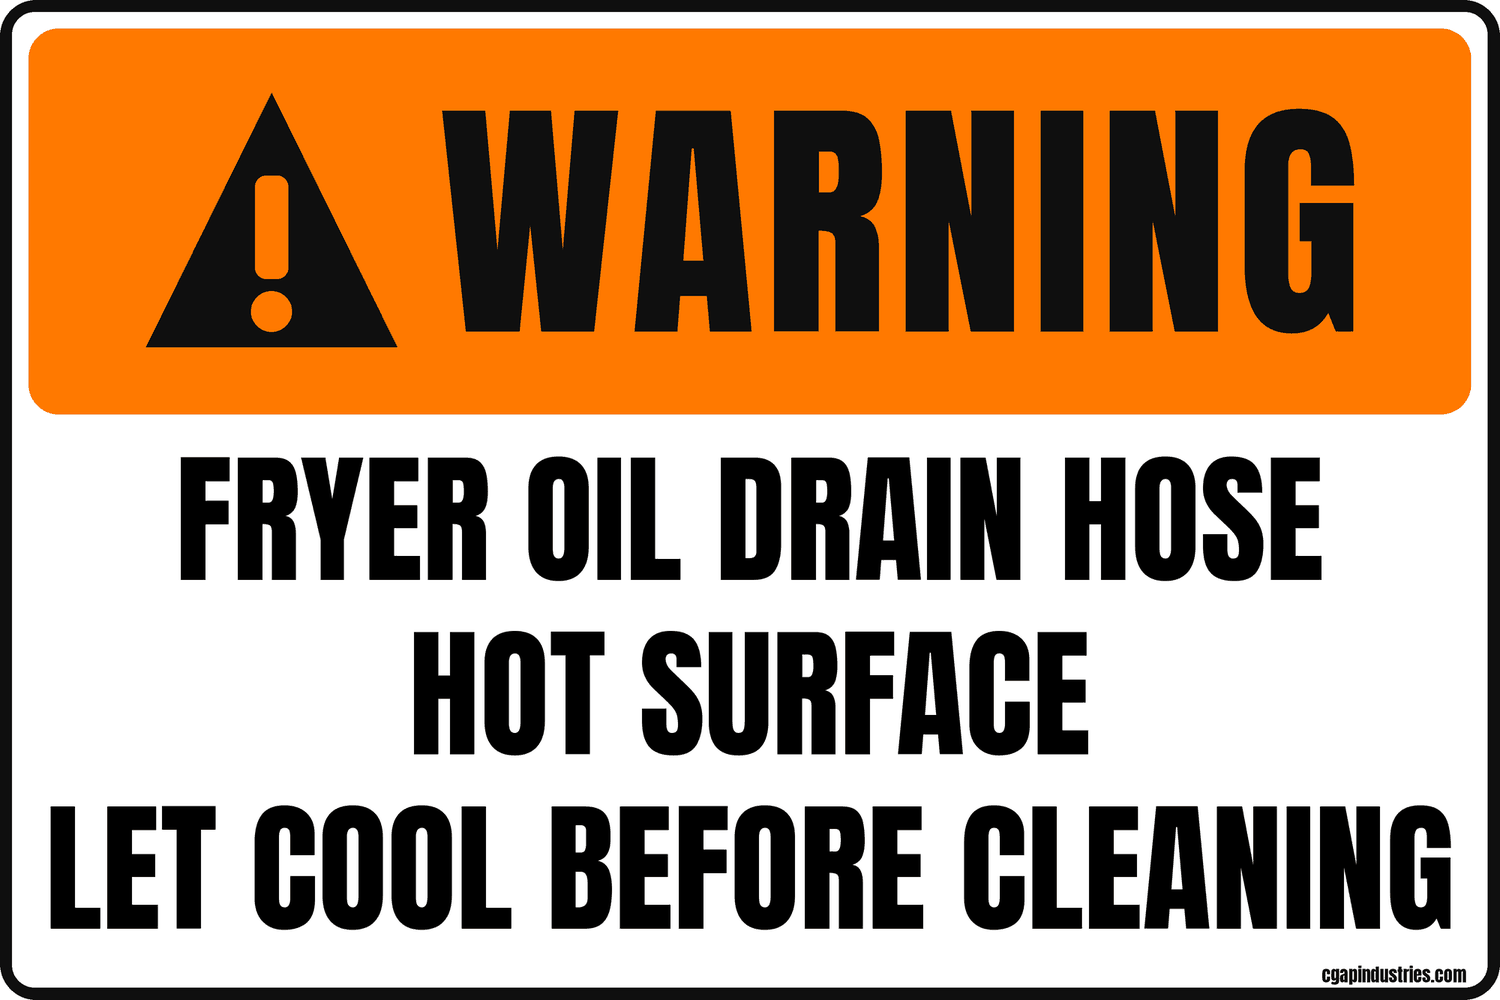 WARNING
FRYER OIL DRAIN HOSE
HOT SURFACE
LET COOL BEFORE CLEANING
cgapindustries.com